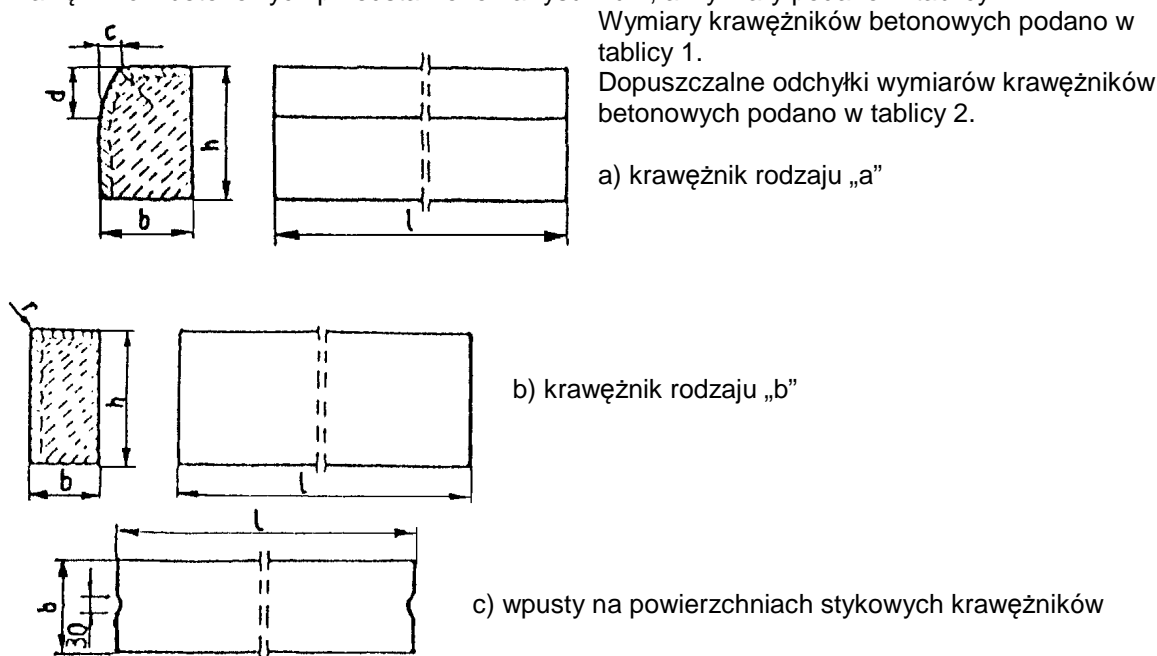 Wymiary krawężników betonowych podano w
tablicy 1.
Dopuszczalne odchyłki wymiarów krawężników
betonowych podano w tablicy 2.
c
d
h
b
l
a) krawężnik rodzaju „a”
r
h
b
l
b) krawężnik rodzaju „b”
l
b
30
c) wpusty na powierzchniach stykowych krawężników